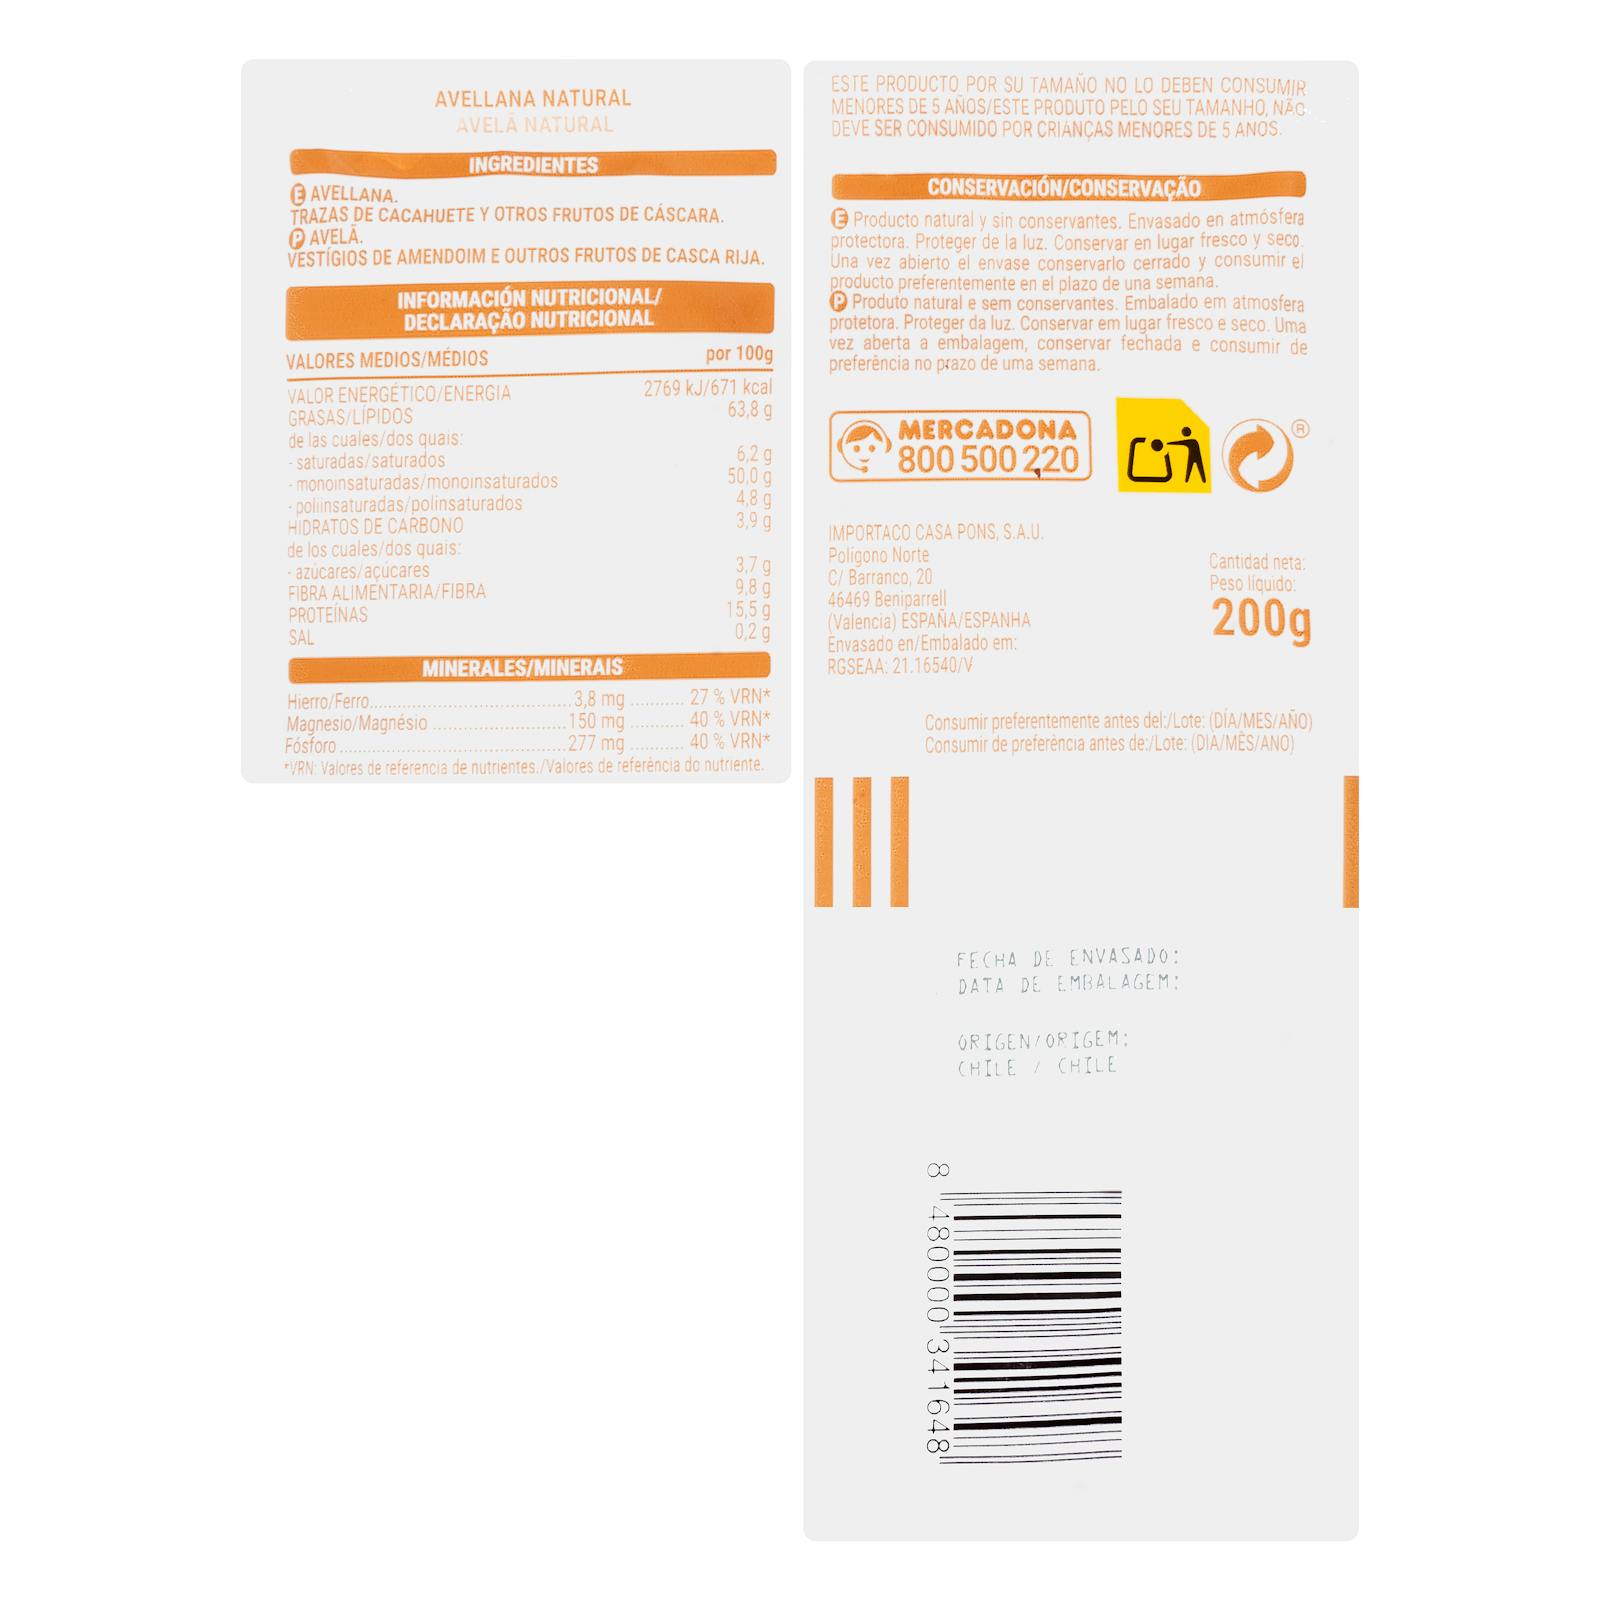 AVELLANA NATURAL
AVELÃ NATURAL
INGREDIENTES
E AVELLANA.
TRAZAS DE CACAHUETE Y OTROS FRUTOS DE CÁSCARA.
P AVELÃ.
VESTÍGIOS DE AMENDOIM E OUTROS FRUTOS DE CASCA RIJA.
INFORMACIÓN NUTRICIONAL/
DECLARAÇÃO NUTRICIONAL
VALORES MEDIOS/MÉDIOS por 100g
VALOR ENERGÉTICO/ENERGIA 2769 kJ/671 kcal
GRASAS/LÍPIDOS 63,8 g
de las cuales/dos quais:
- saturadas/saturados 6,2 g
- monoinsaturadas/monoinsaturados 50,0 g
- poliinsaturadas/polinsaturados 4,8 g
HIDRATOS DE CARBONO 3,9 g
de los cuales/dos quais:
- azúcares/açúcares 3,7 g
FIBRA ALIMENTARIA/FIBRA 9,8 g
PROTEÍNAS 15,5 g
SAL 0,2 g
MINERALES/MINERAIS
Hierro/Ferro 3,8 mg 27 % VRN*
Magnesio/Magnésio 150 mg 40 % VRN*
Fósforo 277 mg 40 % VRN*
*VRN: Valores de referencia de nutrientes./Valores de referência do nutriente.
ESTE PRODUCTO POR SU TAMAÑO NO LO DEBEN CONSUMIR
MENORES DE 5 AÑOS/ESTE PRODUTO PELO SEU TAMANHO, NÃO
DEVE SER CONSUMIDO POR CRIANÇAS MENORES DE 5 ANOS.
CONSERVACIÓN/CONSERVAÇÃO
E Producto natural y sin conservantes. Envasado en atmósfera
protectora. Proteger de la luz. Conservar en lugar fresco y seco.
Una vez abierto el envase conservarlo cerrado y consumir el
producto preferentemente en el plazo de una semana.
P Produto natural e sem conservantes. Embalado em atmosfera
protetora. Proteger da luz. Conservar em lugar fresco e seco. Uma
vez aberta a embalagem, conservar fechada e consumir de
preferência no prazo de uma semana.
MERCADONA
800 500 220
®
IMPORTACO CASA PONS, S.A.U.
Polígono Norte
C/ Barranco, 20
46469 Beniparrell
(Valencia) ESPAÑA/ESPANHA
Envasado en/Embalado em:
RGSEAA: 21.16540/V
Cantidad neta:
Peso líquido:
200g
Consumir preferentemente antes del:/Lote: (DÍA/MES/AÑO)
Consumir de preferência antes de:/Lote: (DIA/MÊS/ANO)
FECHA DE ENVASADO:
DATA DE EMBALAGEM:
ORIGEN/ORIGEM:
CHILE / CHILE
8 480000 341648